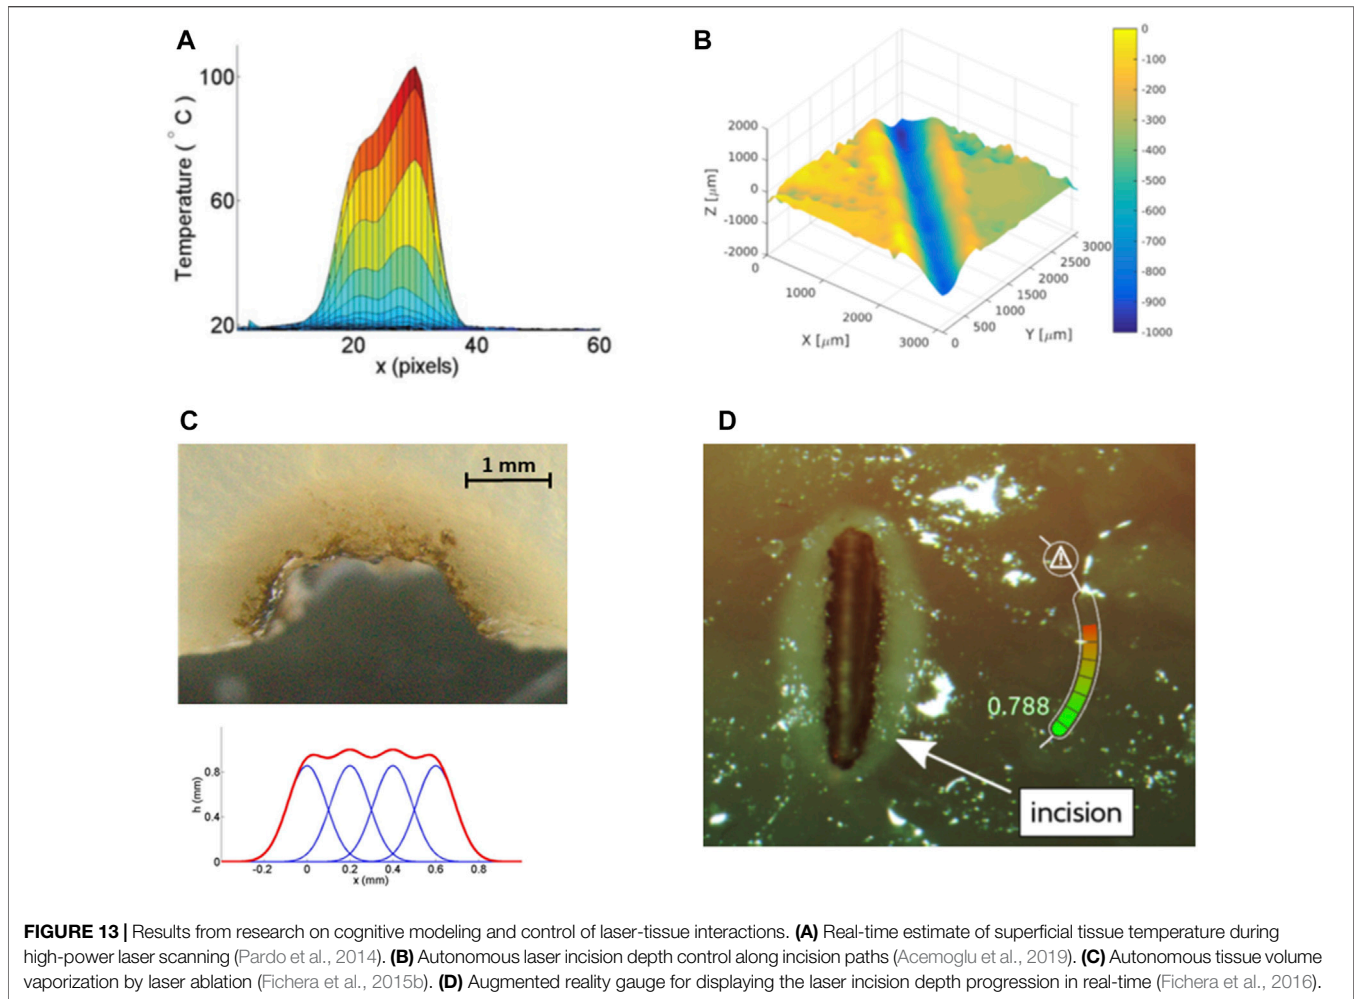 A
Temperature ( ° C)
100
60
20
20 40 60
x (pixels)
B
Z [μm]
2000
1000
0
-1000
-2000
0
1000
2000
3000
X [μm]
0
500
1000
1500
2000
2500
3000
Y [μm]
0
-100
-200
-300
-400
-500
-600
-700
-800
-900
-1000
C
1 mm
h (mm)
0.8
0.4
0
-0.2 0 0.2 0.4 0.6 0.8
x (mm)
D
0.788
incision
FIGURE 13 | Results from research on cognitive modeling and control of laser-tissue interactions. (A) Real-time estimate of superficial tissue temperature during
high-power laser scanning (Pardo et al., 2014). (B) Autonomous laser incision depth control along incision paths (Acemoglu et al., 2019). (C) Autonomous tissue volume
vaporization by laser ablation (Fichera et al., 2015b). (D) Augmented reality gauge for displaying the laser incision depth progression in real-time (Fichera et al., 2016).